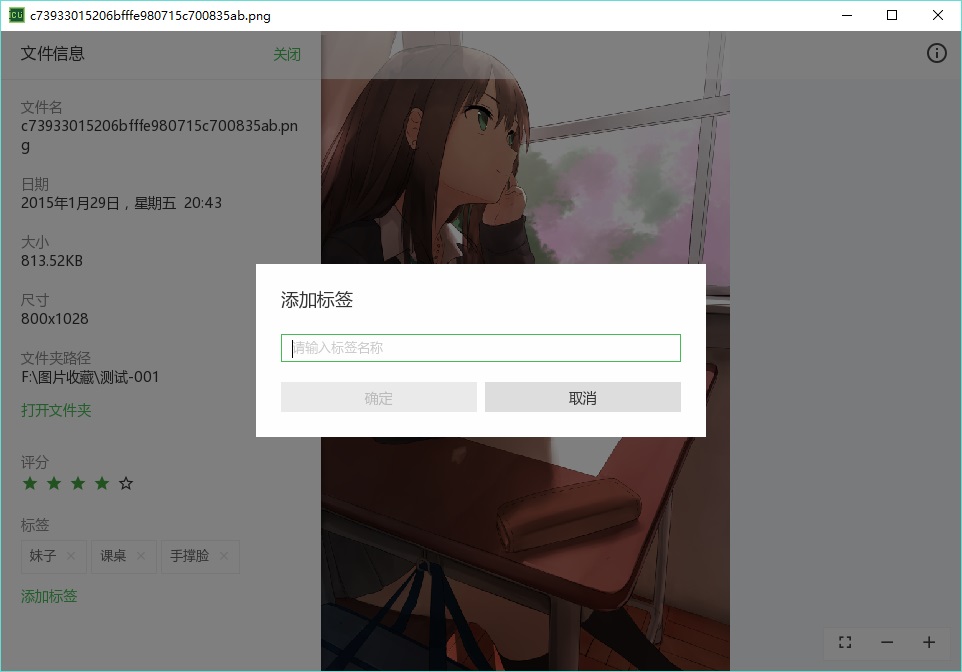 c73933015206bfffe980715c700835ab.png
文件信息
关闭
文件名
c73933015206bfffe980715c700835ab.pn
g
日期
2015年1月29日，星期五 20:43
大小
813.52KB
尺寸
800x1028
文件夹路径
F:\图片收藏\测试-001
打开文件夹
评分
标签
妹子 × 课桌 × 手撑脸 ×
添加标签
添加标签
请输入标签名称
确定
取消